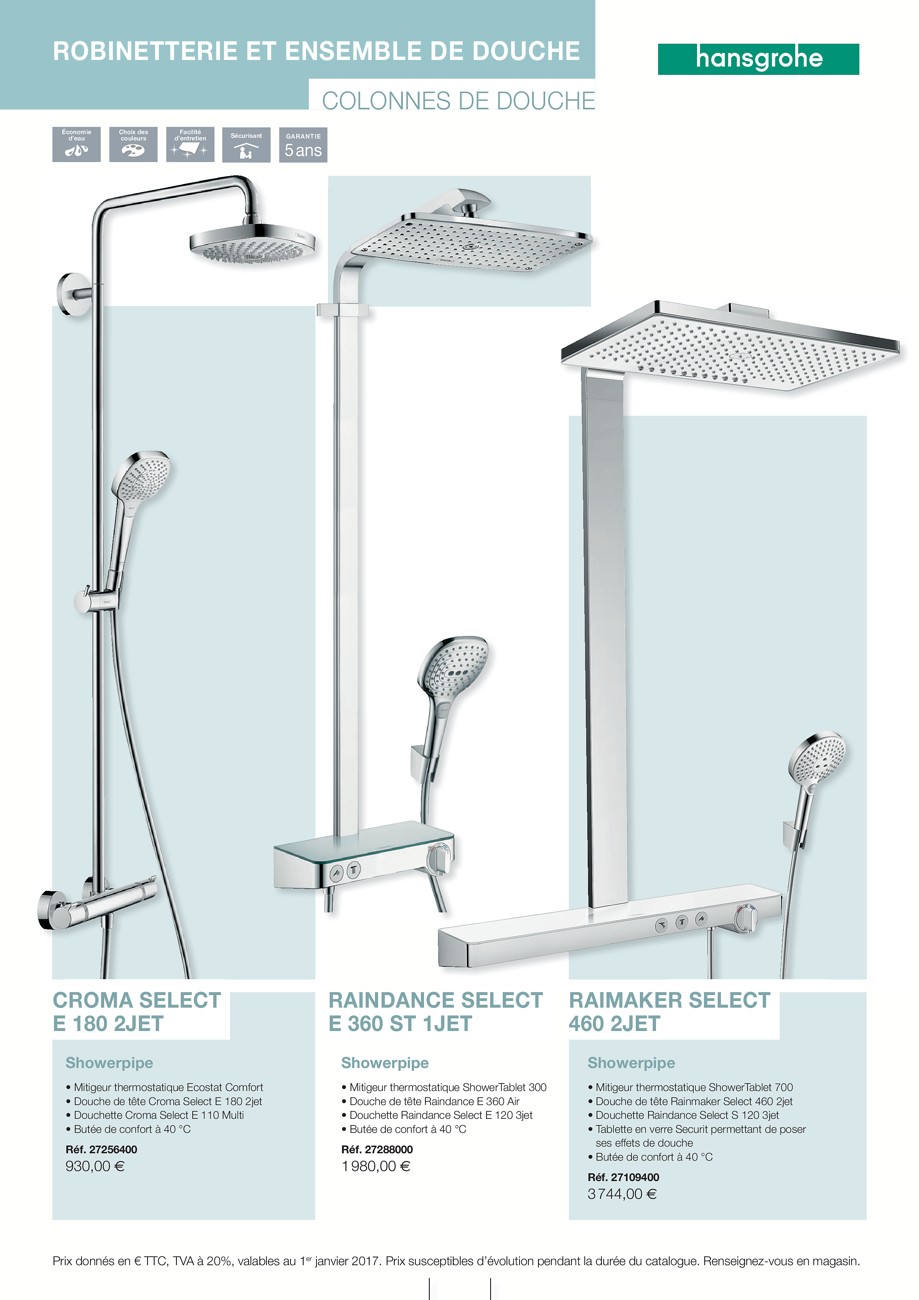 ROBINETTERIE ET ENSEMBLE DE DOUCHE
hansgrohe
COLONNES DE DOUCHE
Économie
d'eau
Choix des
couleurs
Facilité
d'entretien
Sécurisant
GARANTIE
5 ans
CROMA SELECT
E 180 2JET
Showerpipe
• Mitigeur thermostatique Ecostat Comfort
• Douche de tête Croma Select E 180 2jet
• Douchette Croma Select E 110 Multi
• Butée de confort à 40 °C
Réf. 27256400
930,00 €
RAINDANCE SELECT
E 360 ST 1JET
Showerpipe
• Mitigeur thermostatique ShowerTablet 300
• Douche de tête Raindance E 360 Air
• Douchette Raindance Select E 120 3jet
• Butée de confort à 40 °C
Réf. 27288000
1 980,00 €
RAIMAKER SELECT
460 2JET
Showerpipe
• Mitigeur thermostatique ShowerTablet 700
• Douche de tête Rainmaker Select 460 2jet
• Douchette Raindance Select S 120 3jet
• Tablette en verre Securit permettant de poser
ses effets de douche
• Butée de confort à 40 °C
Réf. 27109400
3 744,00 €
Prix donnés en € TTC, TVA à 20%, valables au 1er janvier 2017. Prix susceptibles d'évolution pendant la durée du catalogue. Renseignez-vous en magasin.